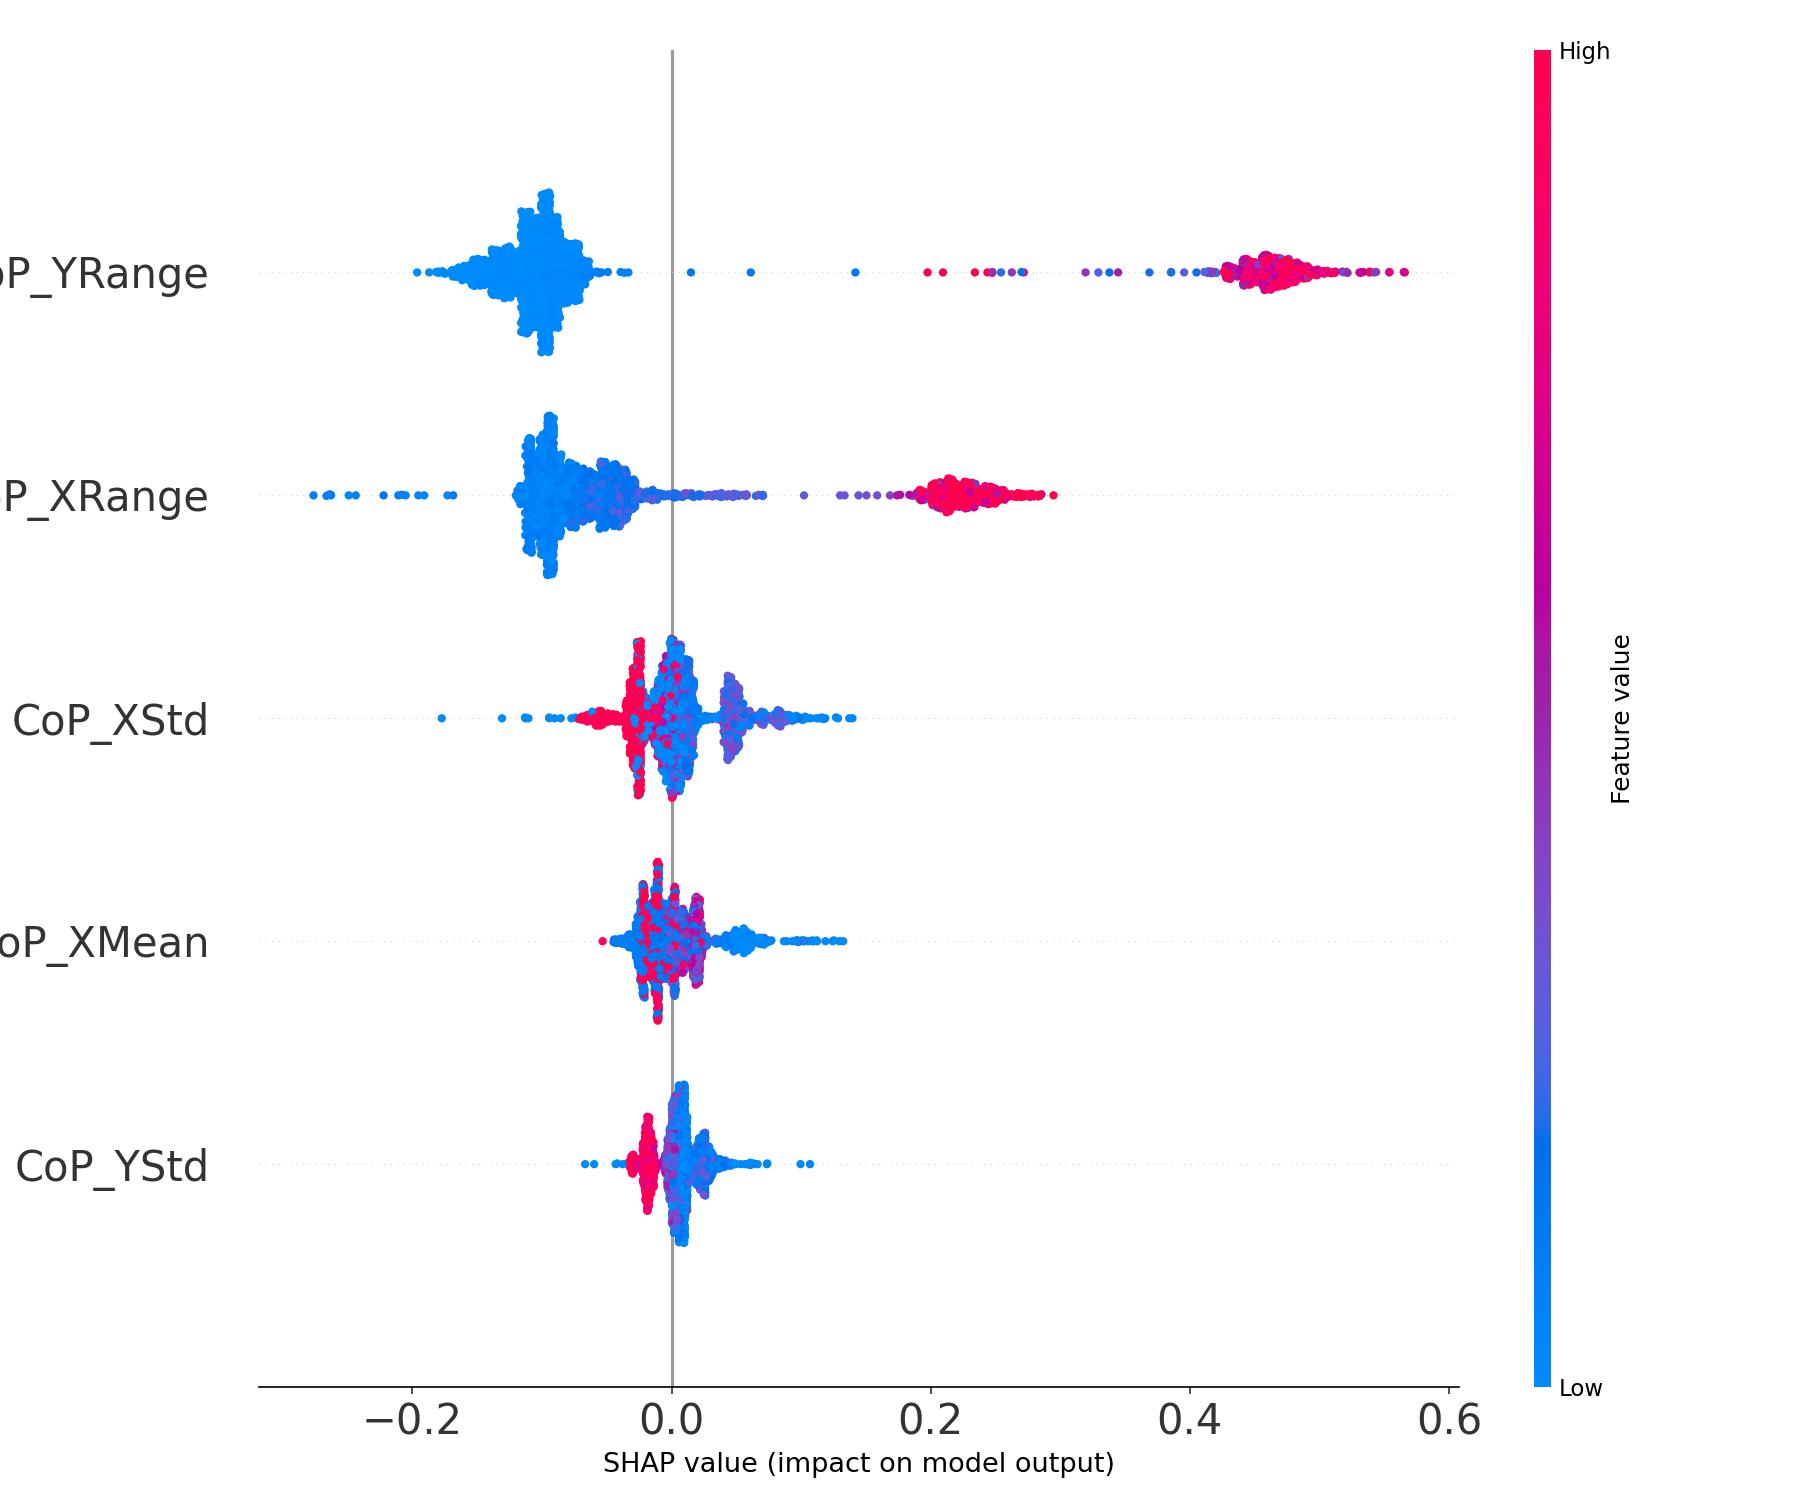 High
oP_YRange
P_XRange
CoP_XStd
oP_XMean
CoP_YStd
Feature value
Low
−0.2 0.0 0.2 0.4 0.6
SHAP value (impact on model output)